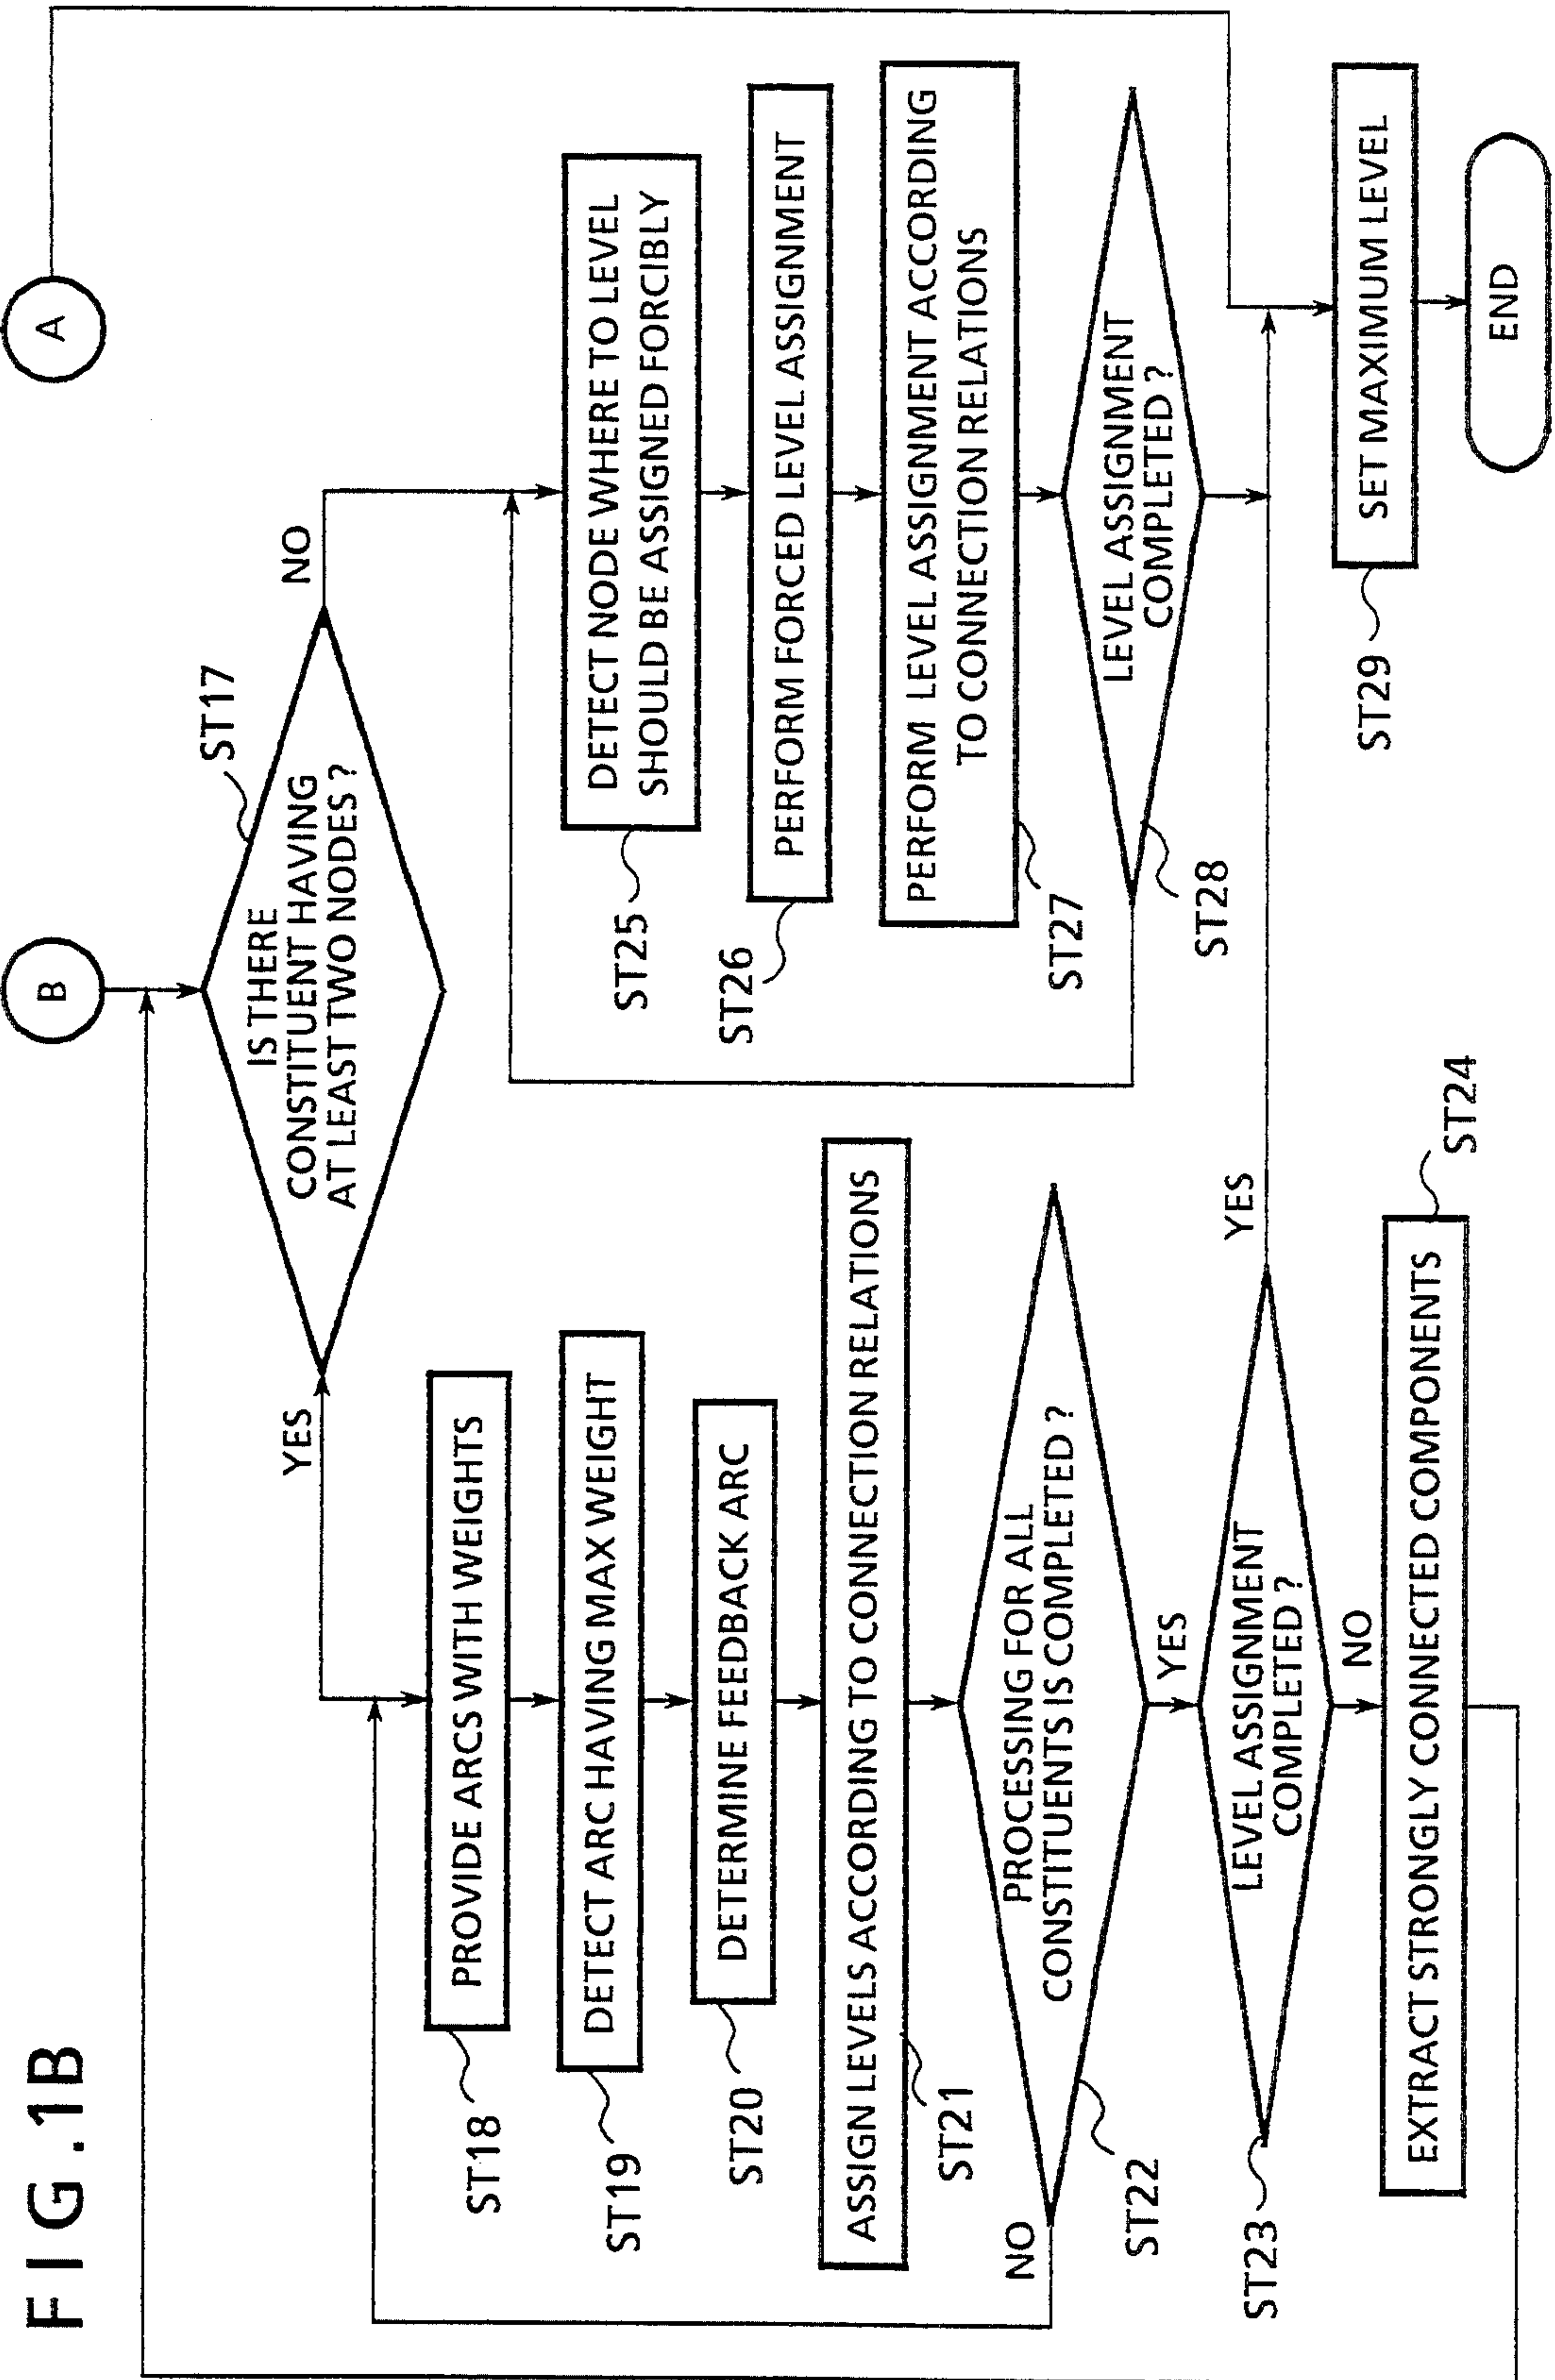 FIG.1B
B
A
IS THERE
CONSTITUENT HAVING
AT LEAST TWO NODES ?
ST17
YES
NO
PROVIDE ARCS WITH WEIGHTS
ST18
DETECT ARC HAVING MAX WEIGHT
ST19
DETERMINE FEEDBACK ARC
ST20
ASSIGN LEVELS ACCORDING TO CONNECTION RELATIONS
ST21
PROCESSING FOR ALL
CONSTITUENTS IS COMPLETED ?
ST22
NO
YES
LEVEL ASSIGNMENT
COMPLETED ?
ST23
YES
NO
EXTRACT STRONGLY CONNECTED COMPONENTS
ST24
DETECT NODE WHERE TO LEVEL
SHOULD BE ASSIGNED FORCIBLY
ST25
PERFORM FORCED LEVEL ASSIGNMENT
ST26
PERFORM LEVEL ASSIGNMENT ACCORDING
TO CONNECTION RELATIONS
ST27
LEVEL ASSIGNMENT
COMPLETED ?
ST28
SET MAXIMUM LEVEL
ST29
END